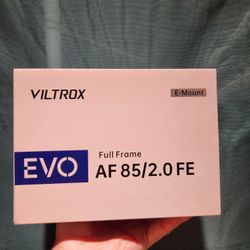 VILTROX
E-Mount
Full Frame
EVO
AF 85/2.0 FE